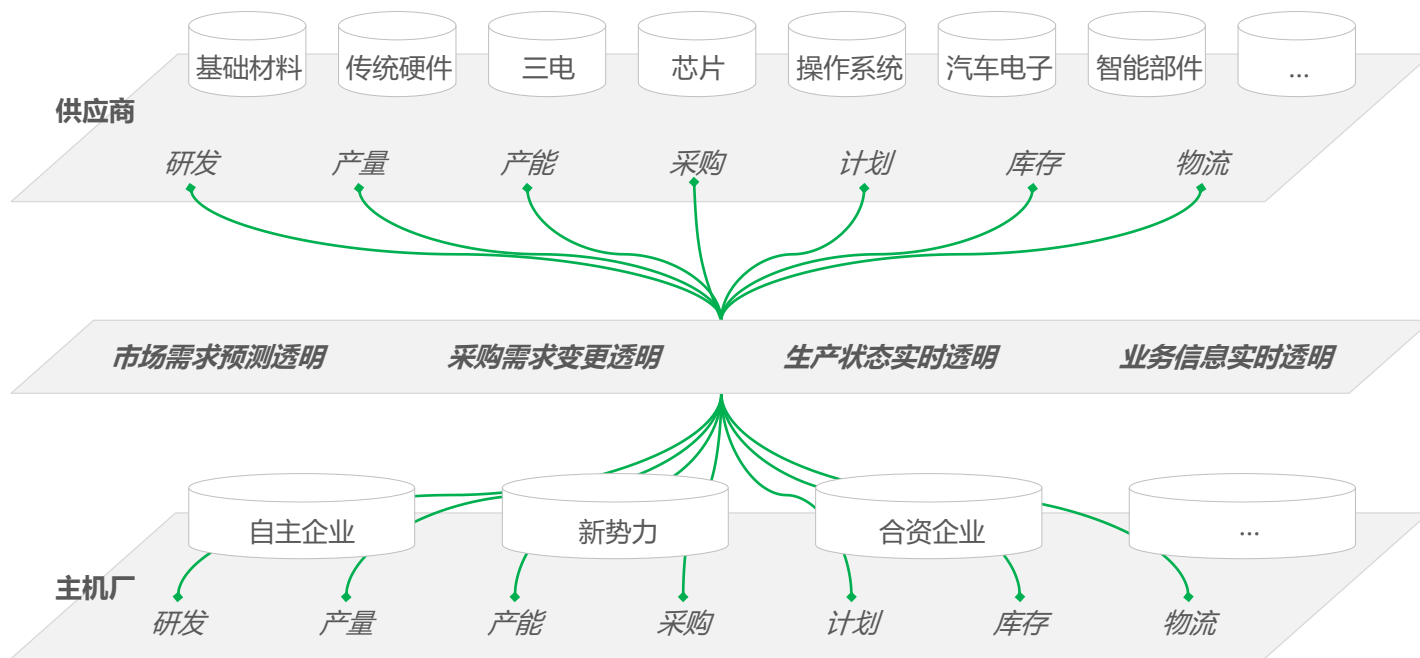 基础材料 传统硬件 三电 芯片 操作系统 汽车电子 智能部件 ...
供应商
研发 产量 产能 采购 计划 库存 物流
市场需求预测透明 采购需求变更透明 生产状态实时透明 业务信息实时透明
自主企业 新势力 合资企业 ...
主机厂
研发 产量 产能 采购 计划 库存 物流